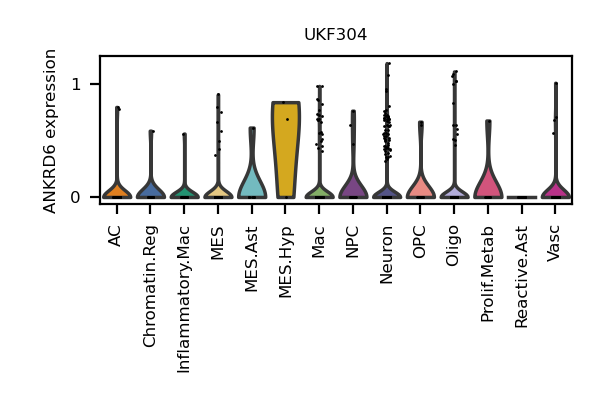 UKF304
ANKRD6 expression
1
0
AC
Chromatin.Reg
Inflammatory.Mac
MES
MES.Ast
MES.Hyp
Mac
NPC
Neuron
OPC
Oligo
Prolif.Metab
Reactive.Ast
Vasc